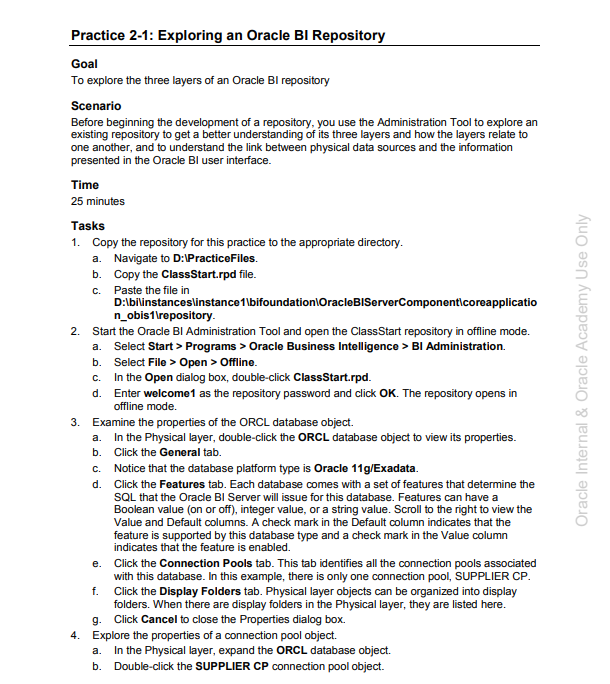 Practice 2-1: Exploring an Oracle BI Repository
Goal
To explore the three layers of an Oracle BI repository
Scenario
Before beginning the development of a repository, you use the Administration Tool to explore an
existing repository to get a better understanding of its three layers and how the layers relate to
one another, and to understand the link between physical data sources and the information
presented in the Oracle BI user interface.
Time
25 minutes
Tasks
1. Copy the repository for this practice to the appropriate directory.
a. Navigate to D:\PracticeFiles.
b. Copy the ClassStart.rpd file.
c. Paste the file in
D:\bi\instances\instance1\bifoundation\OracleBIServerComponent\coreapplicatio
n_obis1\repository.
2. Start the Oracle BI Administration Tool and open the ClassStart repository in offline mode.
a. Select Start > Programs > Oracle Business Intelligence > BI Administration.
b. Select File > Open > Offline.
c. In the Open dialog box, double-click ClassStart.rpd.
d. Enter welcome1 as the repository password and click OK. The repository opens in
offline mode.
3. Examine the properties of the ORCL database object.
a. In the Physical layer, double-click the ORCL database object to view its properties.
b. Click the General tab.
c. Notice that the database platform type is Oracle 11g/Exadata.
d. Click the Features tab. Each database comes with a set of features that determine the
SQL that the Oracle BI Server will issue for this database. Features can have a
Boolean value (on or off), integer value, or a string value. Scroll to the right to view the
Value and Default columns. A check mark in the Default column indicates that the
feature is supported by this database type and a check mark in the Value column
indicates that the feature is enabled.
e. Click the Connection Pools tab. This tab identifies all the connection pools associated
with this database. In this example, there is only one connection pool, SUPPLIER CP.
f. Click the Display Folders tab. Physical layer objects can be organized into display
folders. When there are display folders in the Physical layer, they are listed here.
g. Click Cancel to close the Properties dialog box.
4. Explore the properties of a connection pool object.
a. In the Physical layer, expand the ORCL database object.
b. Double-click the SUPPLIER CP connection pool object.
Oracle Internal & Oracle Academy Use Only